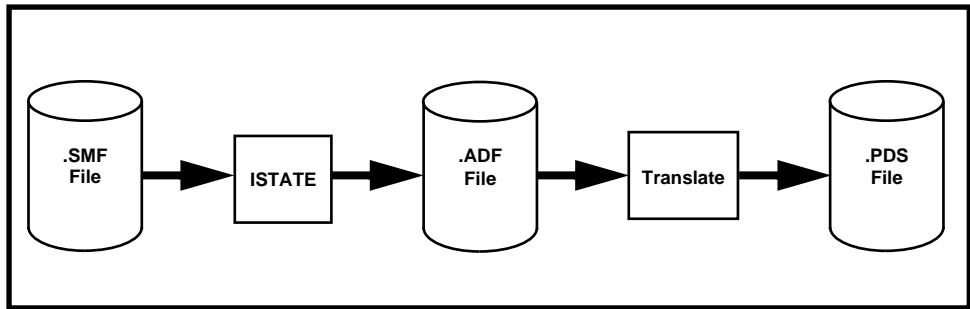 .SMF
File
ISTATE
.ADF
File
Translate
.PDS
File